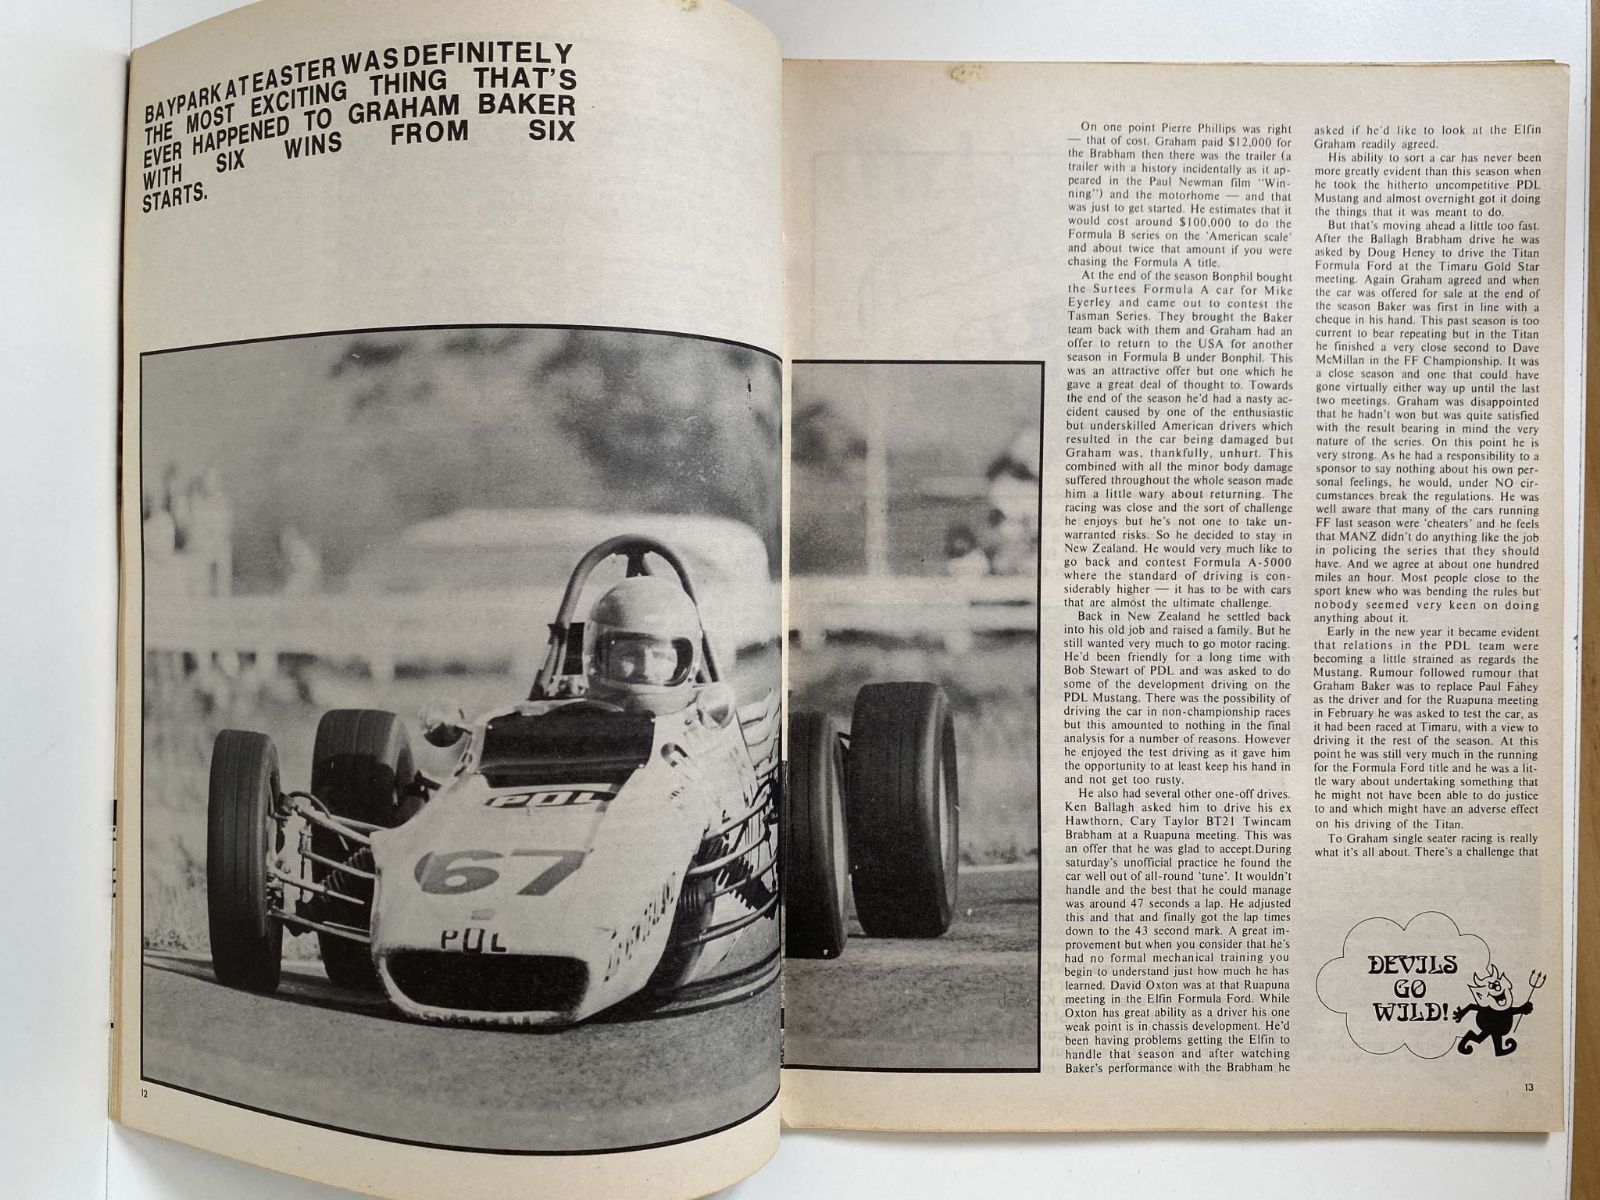 BAYPARK AT EASTER WAS DEFINITELY
THE MOST EXCITING THING THAT'S
EVER HAPPENED TO GRAHAM BAKER
WITH SIX WINS FROM SIX
STARTS.
PDL
67
PDL
12
On one point Pierre Phillips was right
— that of cost. Graham paid $12,000 for
the Brabham then there was the trailer (a
trailer with a history incidentally as it ap-
peared in the Paul Newman film "Win-
ning") and the motorhome — and that
was just to get started. He estimates that it
would cost around $100,000 to do the
Formula B series on the 'American scale'
and about twice that amount if you were
chasing the Formula A title.
At the end of the season Bonphil bought
the Surtees Formula A car for Mike
Eyerley and came out to contest the
Tasman Series. They brought the Baker
team back with them and Graham had an
offer to return to the USA for another
season in Formula B under Bonphil. This
was an attractive offer but one which he
gave a great deal of thought to. Towards
the end of the season he'd had a nasty ac-
cident caused by one of the enthusiastic
but underskilled American drivers which
resulted in the car being damaged but
Graham was, thankfully, unhurt. This
combined with all the minor body damage
suffered throughout the whole season made
him a little wary about returning. The
racing was close and the sort of challenge
he enjoys but he's not one to take un-
warranted risks. So he decided to stay in
New Zealand. He would very much like to
go back and contest Formula A-5000
where the standard of driving is con-
siderably higher — it has to be with cars
that are almost the ultimate challenge.
Back in New Zealand he settled back
into his old job and raised a family. But he
still wanted very much to go motor racing.
He'd been friendly for a long time with
Bob Stewart of PDL and was asked to do
some of the development driving on the
PDL Mustang. There was the possibility of
driving the car in non-championship races
but this amounted to nothing in the final
analysis for a number of reasons. However
he enjoyed the test driving as it gave him
the opportunity to at least keep his hand in
and not get too rusty.
He also had several other one-off drives.
Ken Ballagh asked him to drive his ex
Hawthorn, Cary Taylor BT21 Twincam
Brabham at a Ruapuna meeting. This was
an offer that he was glad to accept.During
saturday's unofficial practice he found the
car well out of all-round 'tune'. It wouldn't
handle and the best that he could manage
was around 47 seconds a lap. He adjusted
this and that and finally got the lap times
down to the 43 second mark. A great im-
provement but when you consider that he's
had no formal mechanical training you
begin to understand just how much he has
learned. David Oxton was at that Ruapuna
meeting in the Elfin Formula Ford. While
Oxton has great ability as a driver his one
weak point is in chassis development. He'd
been having problems getting the Elfin to
handle that season and after watching
Baker's performance with the Brabham he
asked if he'd like to look at the Elfin
Graham readily agreed.
His ability to sort a car has never been
more greatly evident than this season when
he took the hitherto uncompetitive PDL
Mustang and almost overnight got it doing
the things that it was meant to do.
But that's moving ahead a little too fast.
After the Ballagh Brabham drive he was
asked by Doug Heney to drive the Titan
Formula Ford at the Timaru Gold Star
meeting. Again Graham agreed and when
the car was offered for sale at the end of
the season Baker was first in line with a
cheque in his hand. This past season is too
current to bear repeating but in the Titan
he finished a very close second to Dave
McMillan in the FF Championship. It was
a close season and one that could have
gone virtually either way up until the last
two meetings. Graham was disappointed
that he hadn't won but was quite satisfied
with the result bearing in mind the very
nature of the series. On this point he is
very strong. As he had a responsibility to a
sponsor to say nothing about his own per-
sonal feelings, he would, under NO cir-
cumstances break the regulations. He was
well aware that many of the cars running
FF last season were 'cheaters' and he feels
that MANZ didn't do anything like the job
in policing the series that they should
have. And we agree at about one hundred
miles an hour. Most people close to the
sport knew who was bending the rules but
nobody seemed very keen on doing
anything about it.
Early in the new year it became evident
that relations in the PDL team were
becoming a little strained as regards the
Mustang. Rumour followed rumour that
Graham Baker was to replace Paul Fahey
as the driver and for the Ruapuna meeting
in February he was asked to test the car, as
it had been raced at Timaru, with a view to
driving it the rest of the season. At this
point he was still very much in the running
for the Formula Ford title and he was a lit-
tle wary about undertaking something that
he might not have been able to do justice
to and which might have an adverse effect
on his driving of the Titan.
To Graham single seater racing is really
what it's all about. There's a challenge that
DEVILS
GO
WILD!
13